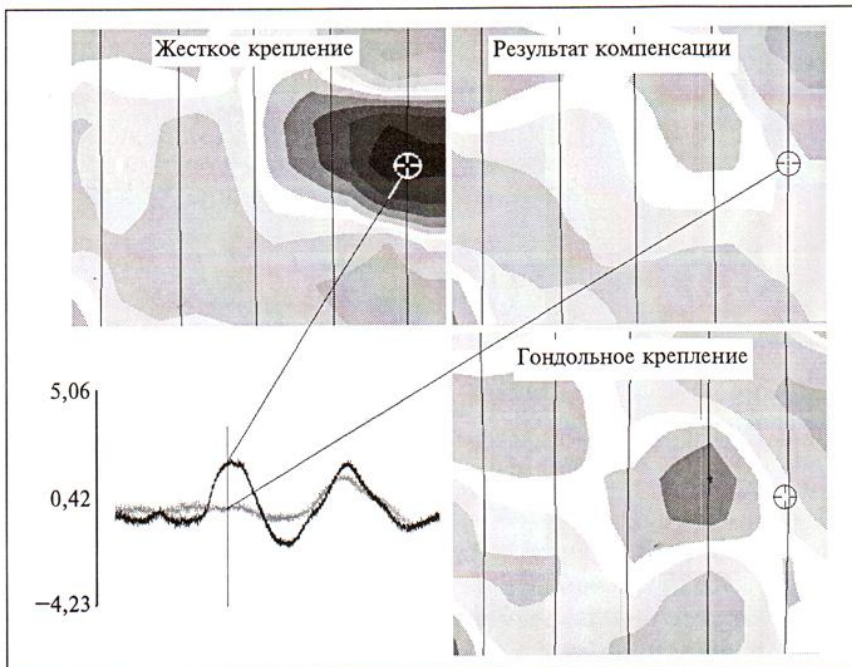 Жесткое крепление
Результат компенсации
Гондольное крепление
5,06
0,42
−4,23